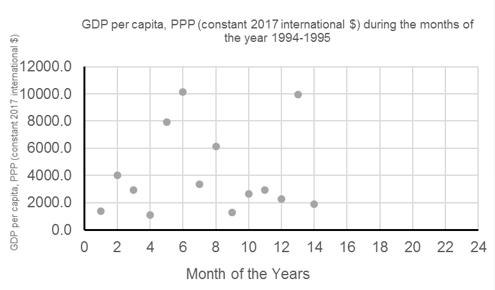 GDP per capita, PPP (constant 2017 international $) during the months of
the year 1994-1995
GDP per capita, PPP (constant 2017 international $)
12000.0
10000.0
8000.0
6000.0
4000.0
2000.0
0.0
0 2 4 6 8 10 12 14 16 18 20 22 24
Month of the Years